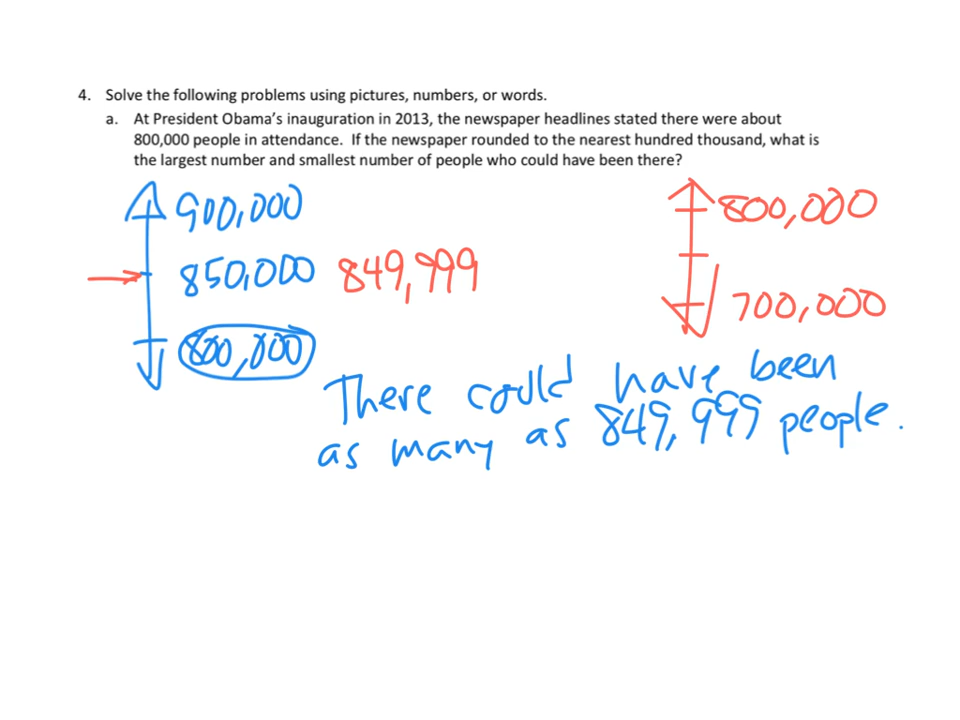 4. Solve the following problems using pictures, numbers, or words.
a. At President Obama's inauguration in 2013, the newspaper headlines stated there were about
800,000 people in attendance. If the newspaper rounded to the nearest hundred thousand, what is
the largest number and smallest number of people who could have been there?
900,000
850,000 849,999
800,000
800,000
700,000
There could have been
as many as 849,999 people.